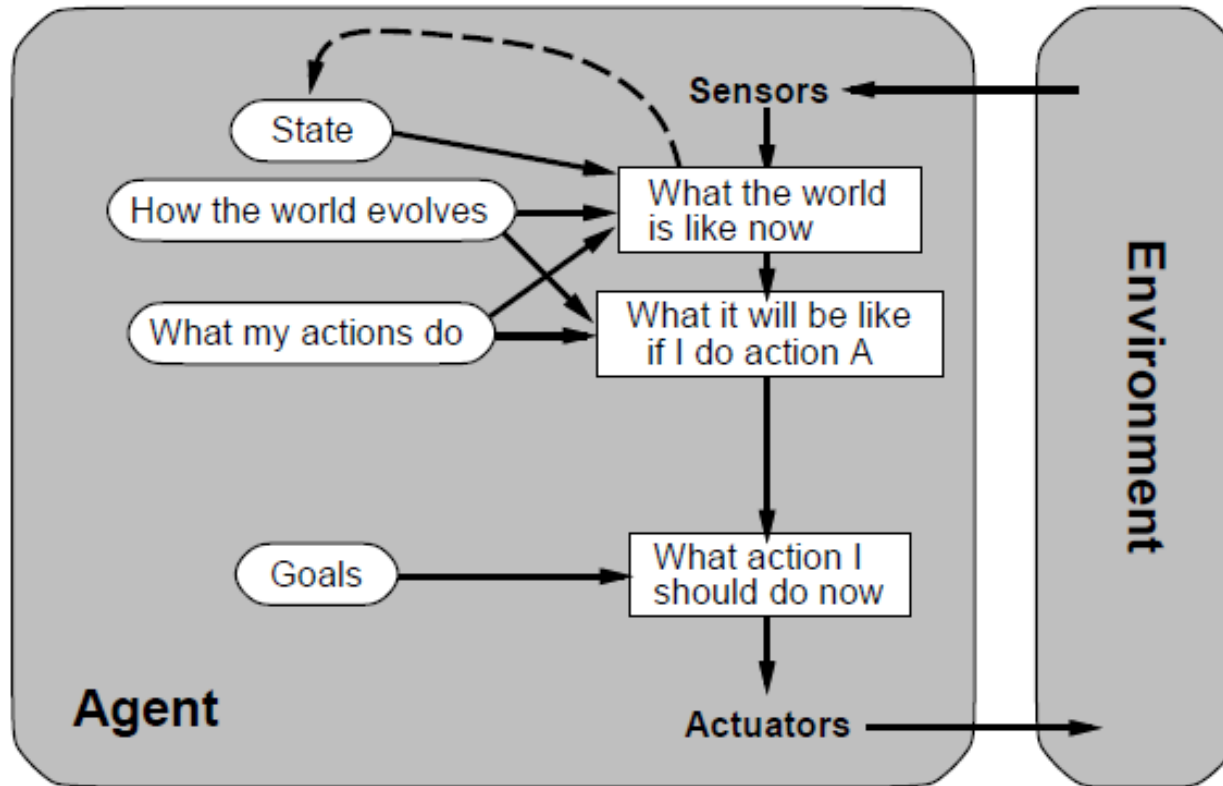 Sensors
State
What the world
is like now
How the world evolves
What it will be like
if I do action A
What my actions do
Environment
What action I
should do now
Goals
Agent
Actuators